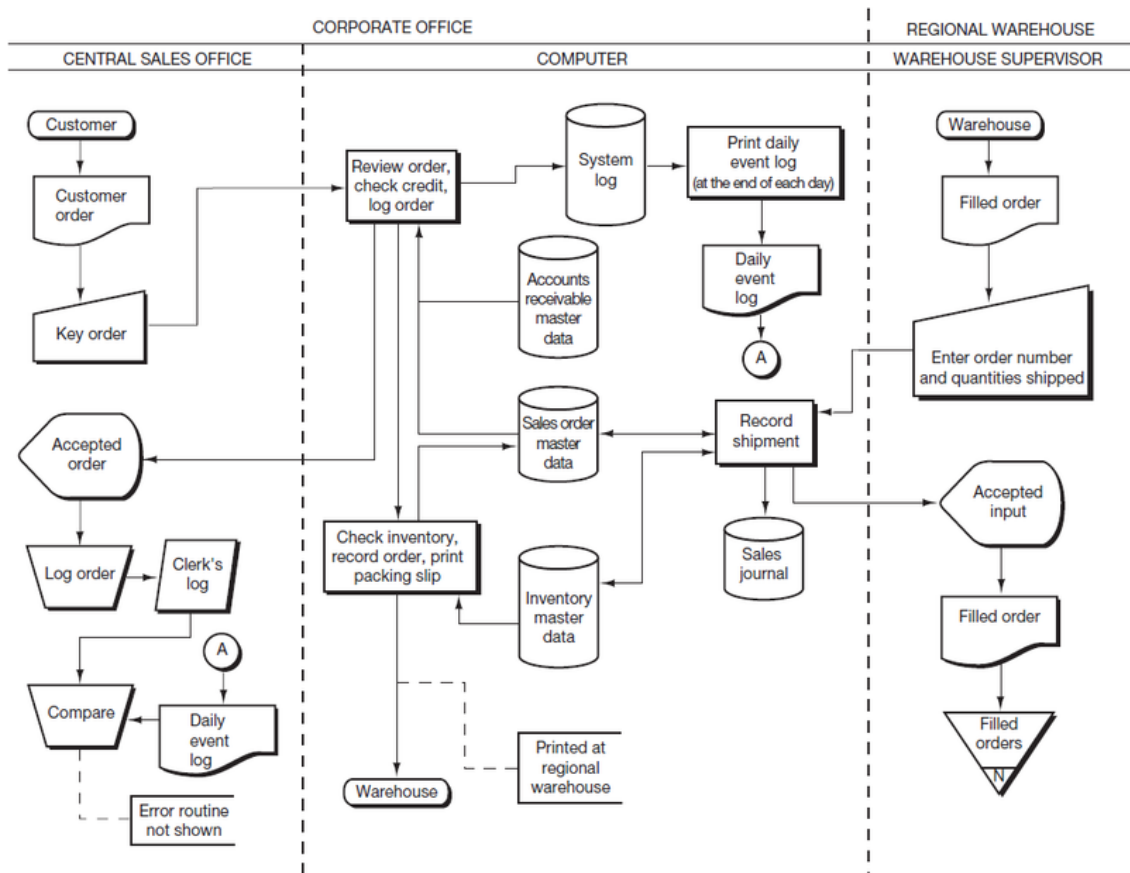 CORPORATE OFFICE
REGIONAL WAREHOUSE
CENTRAL SALES OFFICE
COMPUTER
WAREHOUSE SUPERVISOR
Customer
Customer
order
Key order
Accepted
order
Log order
Clerk's
log
A
Compare
Daily
event
log
Error routine
not shown
Review order,
check credit,
log order
System
log
Print daily
event log
(at the end of each day)
Daily
event
log
A
Accounts
receivable
master
data
Sales order
master
data
Record
shipment
Check inventory,
record order, print
packing slip
Inventory
master
data
Sales
journal
Printed at
regional
warehouse
Warehouse
Warehouse
Filled order
Enter order number
and quantities shipped
Accepted
input
Filled order
Filled
orders
N